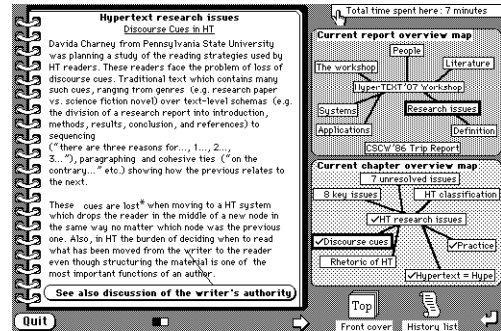 Total time spent here : 7 minutes
Hypertext research issues
Discourse Cues in HT
Davida Charney from Pennsylvania State University
was planning a study of the reading strategies used by
HT readers. These readers face the problem of loss of
discourse cues. Traditional text which contains many
such cues, ranging from genres (e.g. research paper
vs. science fiction novel) over text-level schemas (e.g.
the division of a research report into introduction,
methods, results, conclusion, and references) to
sequencing
("there are three reasons for..., 1..., 2...,
3..."), paragraphing and cohesive ties ("on the
contrary..." etc.) showing how the previous relates to
the next.
These cues are lost* when moving to a HT system
which drops the reader in the middle of a new node in
the same way no matter which node was the previous
one. Also, in HT the burden of deciding when to read
what has been moved from the writer to the reader
even though structuring the material is one of the
most important functions of an author.
See also discussion of the writer's authority
Quit
Current report overview map
People
The workshop
Literature
HyperTEXT'87 Workshop
Systems
Research issues
Applications
Definition
CSCW'86 Trip Report
Current chapter overview map
7 unresolved issues
8 key issues
HT classification
✓HT research issues
✓Discourse cues
✓Practice
Rhetoric of HT
✓Hypertext = Hype
Top
Front cover
History list